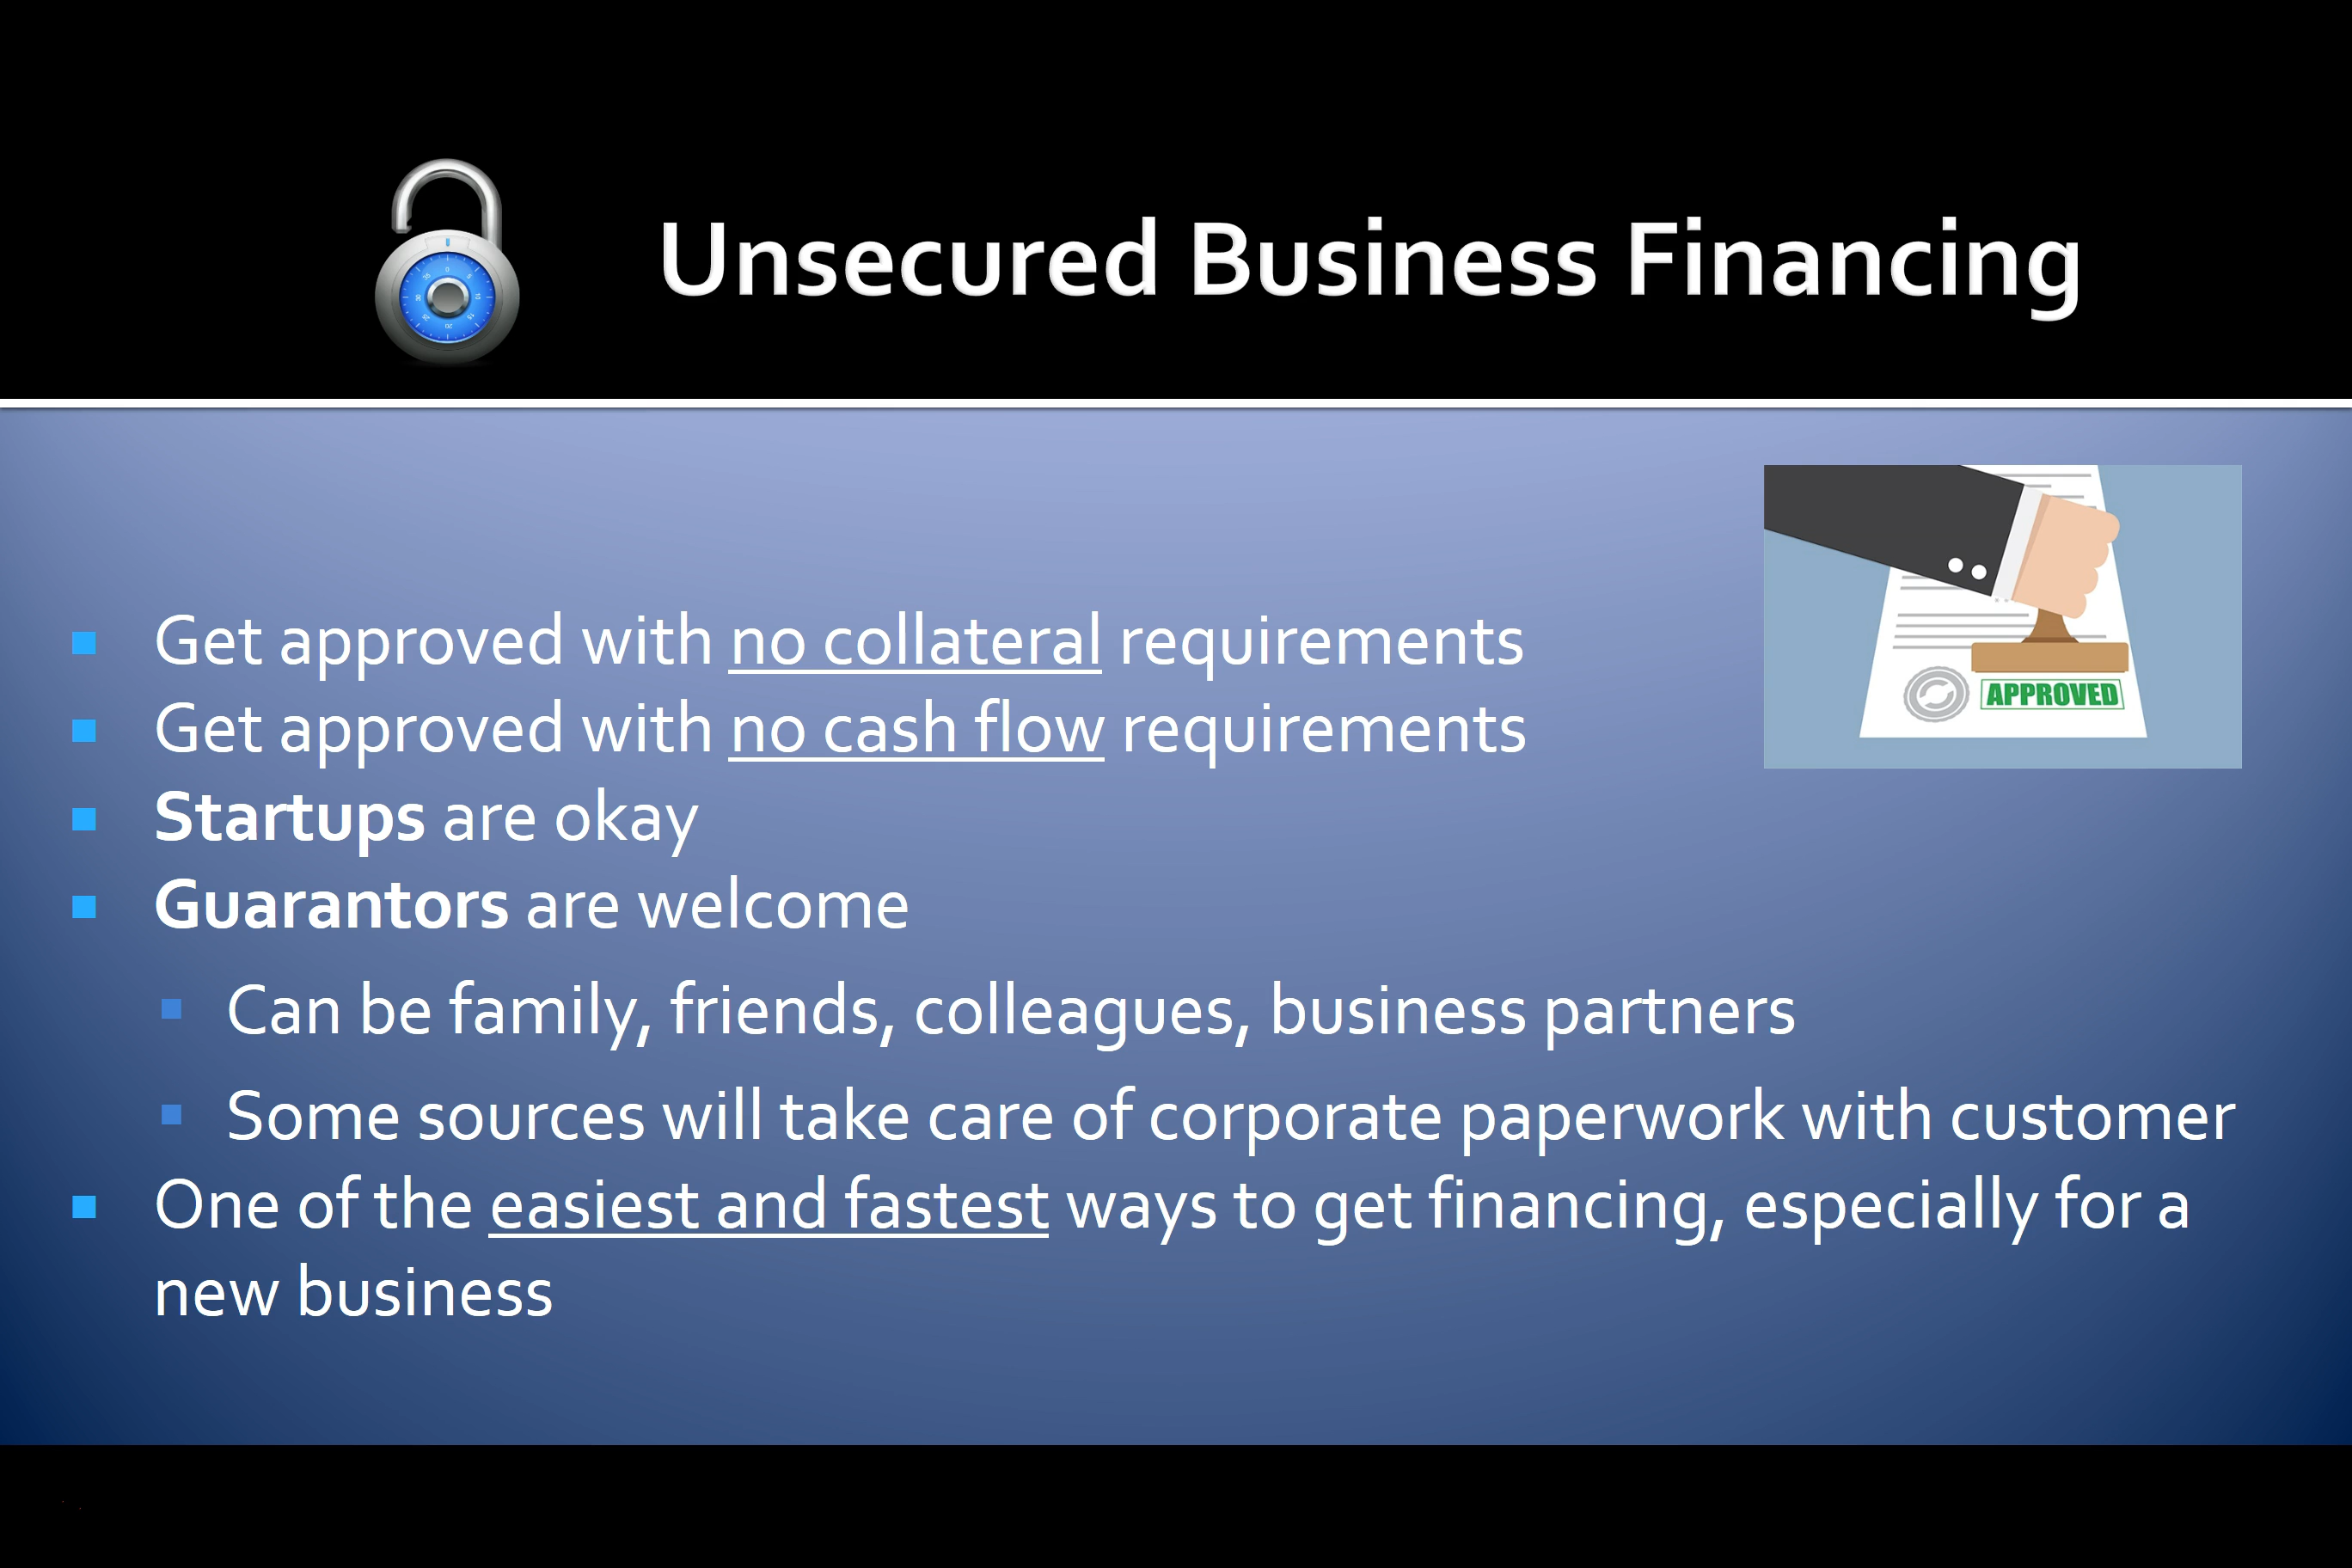 Unsecured Business Financing
Get approved with no collateral requirements
Get approved with no cash flow requirements
Startups are okay
Guarantors are welcome
Can be family, friends, colleagues, business partners
Some sources will take care of corporate paperwork with customer
One of the easiest and fastest ways to get financing, especially for a
new business
APPROVED